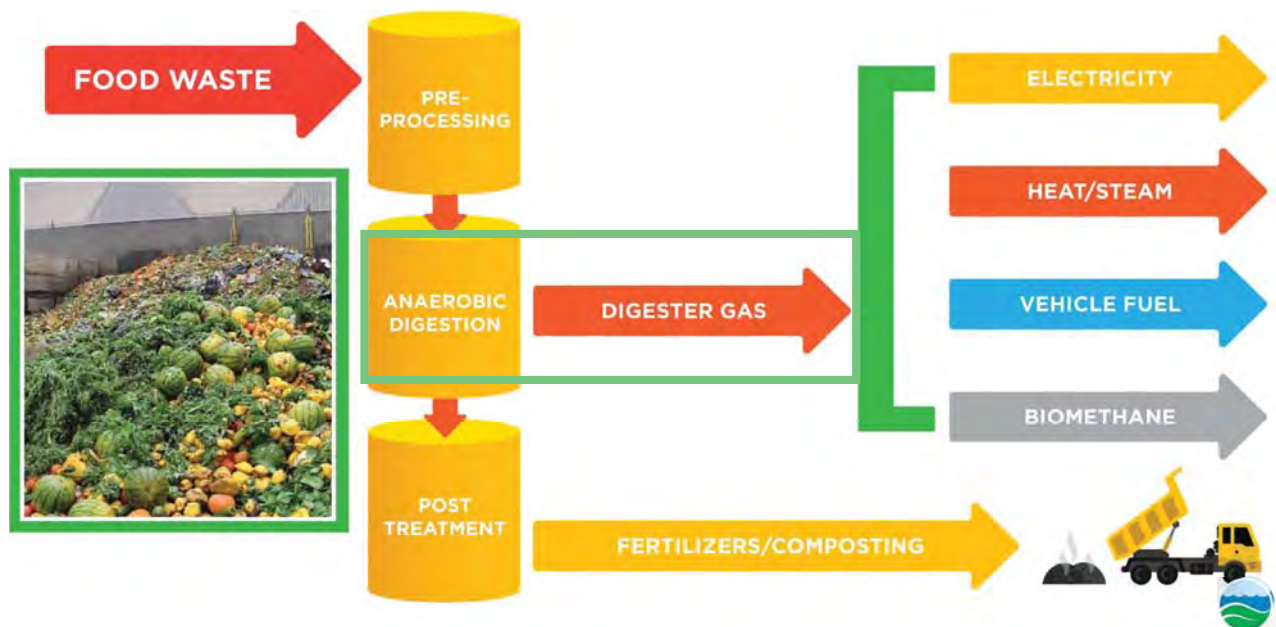 FOOD WASTE
PRE-
PROCESSING
ANAEROBIC
DIGESTION
DIGESTER GAS
ELECTRICITY
HEAT/STEAM
VEHICLE FUEL
BIOMETHANE
POST
TREATMENT
FERTILIZERS/COMPOSTING